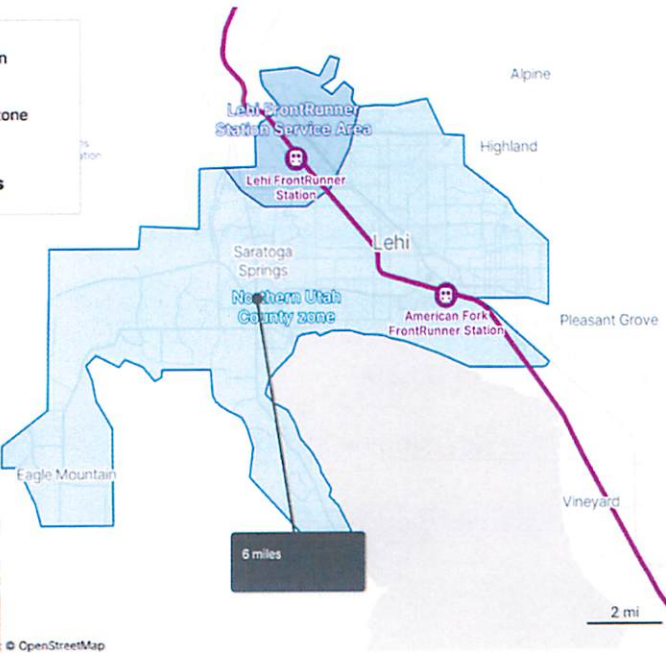 n
one
s
Alpine
Lehi FrontRunner
Station Service Area
Highland
Lehi FrontRunner
Station
Lehi
Saratoga
Springs
Northern Utah
County zone
American Fork
FrontRunner Station
Pleasant Grove
Eagle Mountain
Vineyard
6 miles
2 mi
© OpenStreetMap